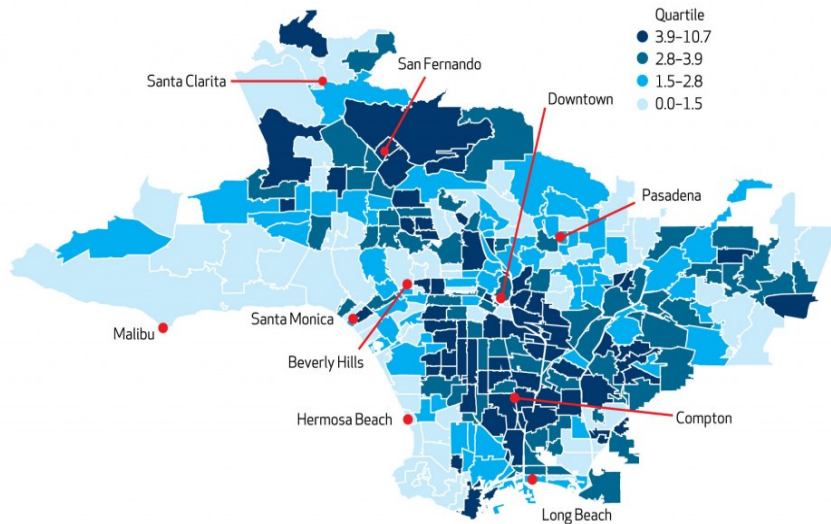 Quartile
3.9–10.7
2.8–3.9
1.5–2.8
0.0–1.5
San Fernando
Santa Clarita
Downtown
Pasadena
Santa Monica
Malibu
Beverly Hills
Hermosa Beach
Compton
Long Beach